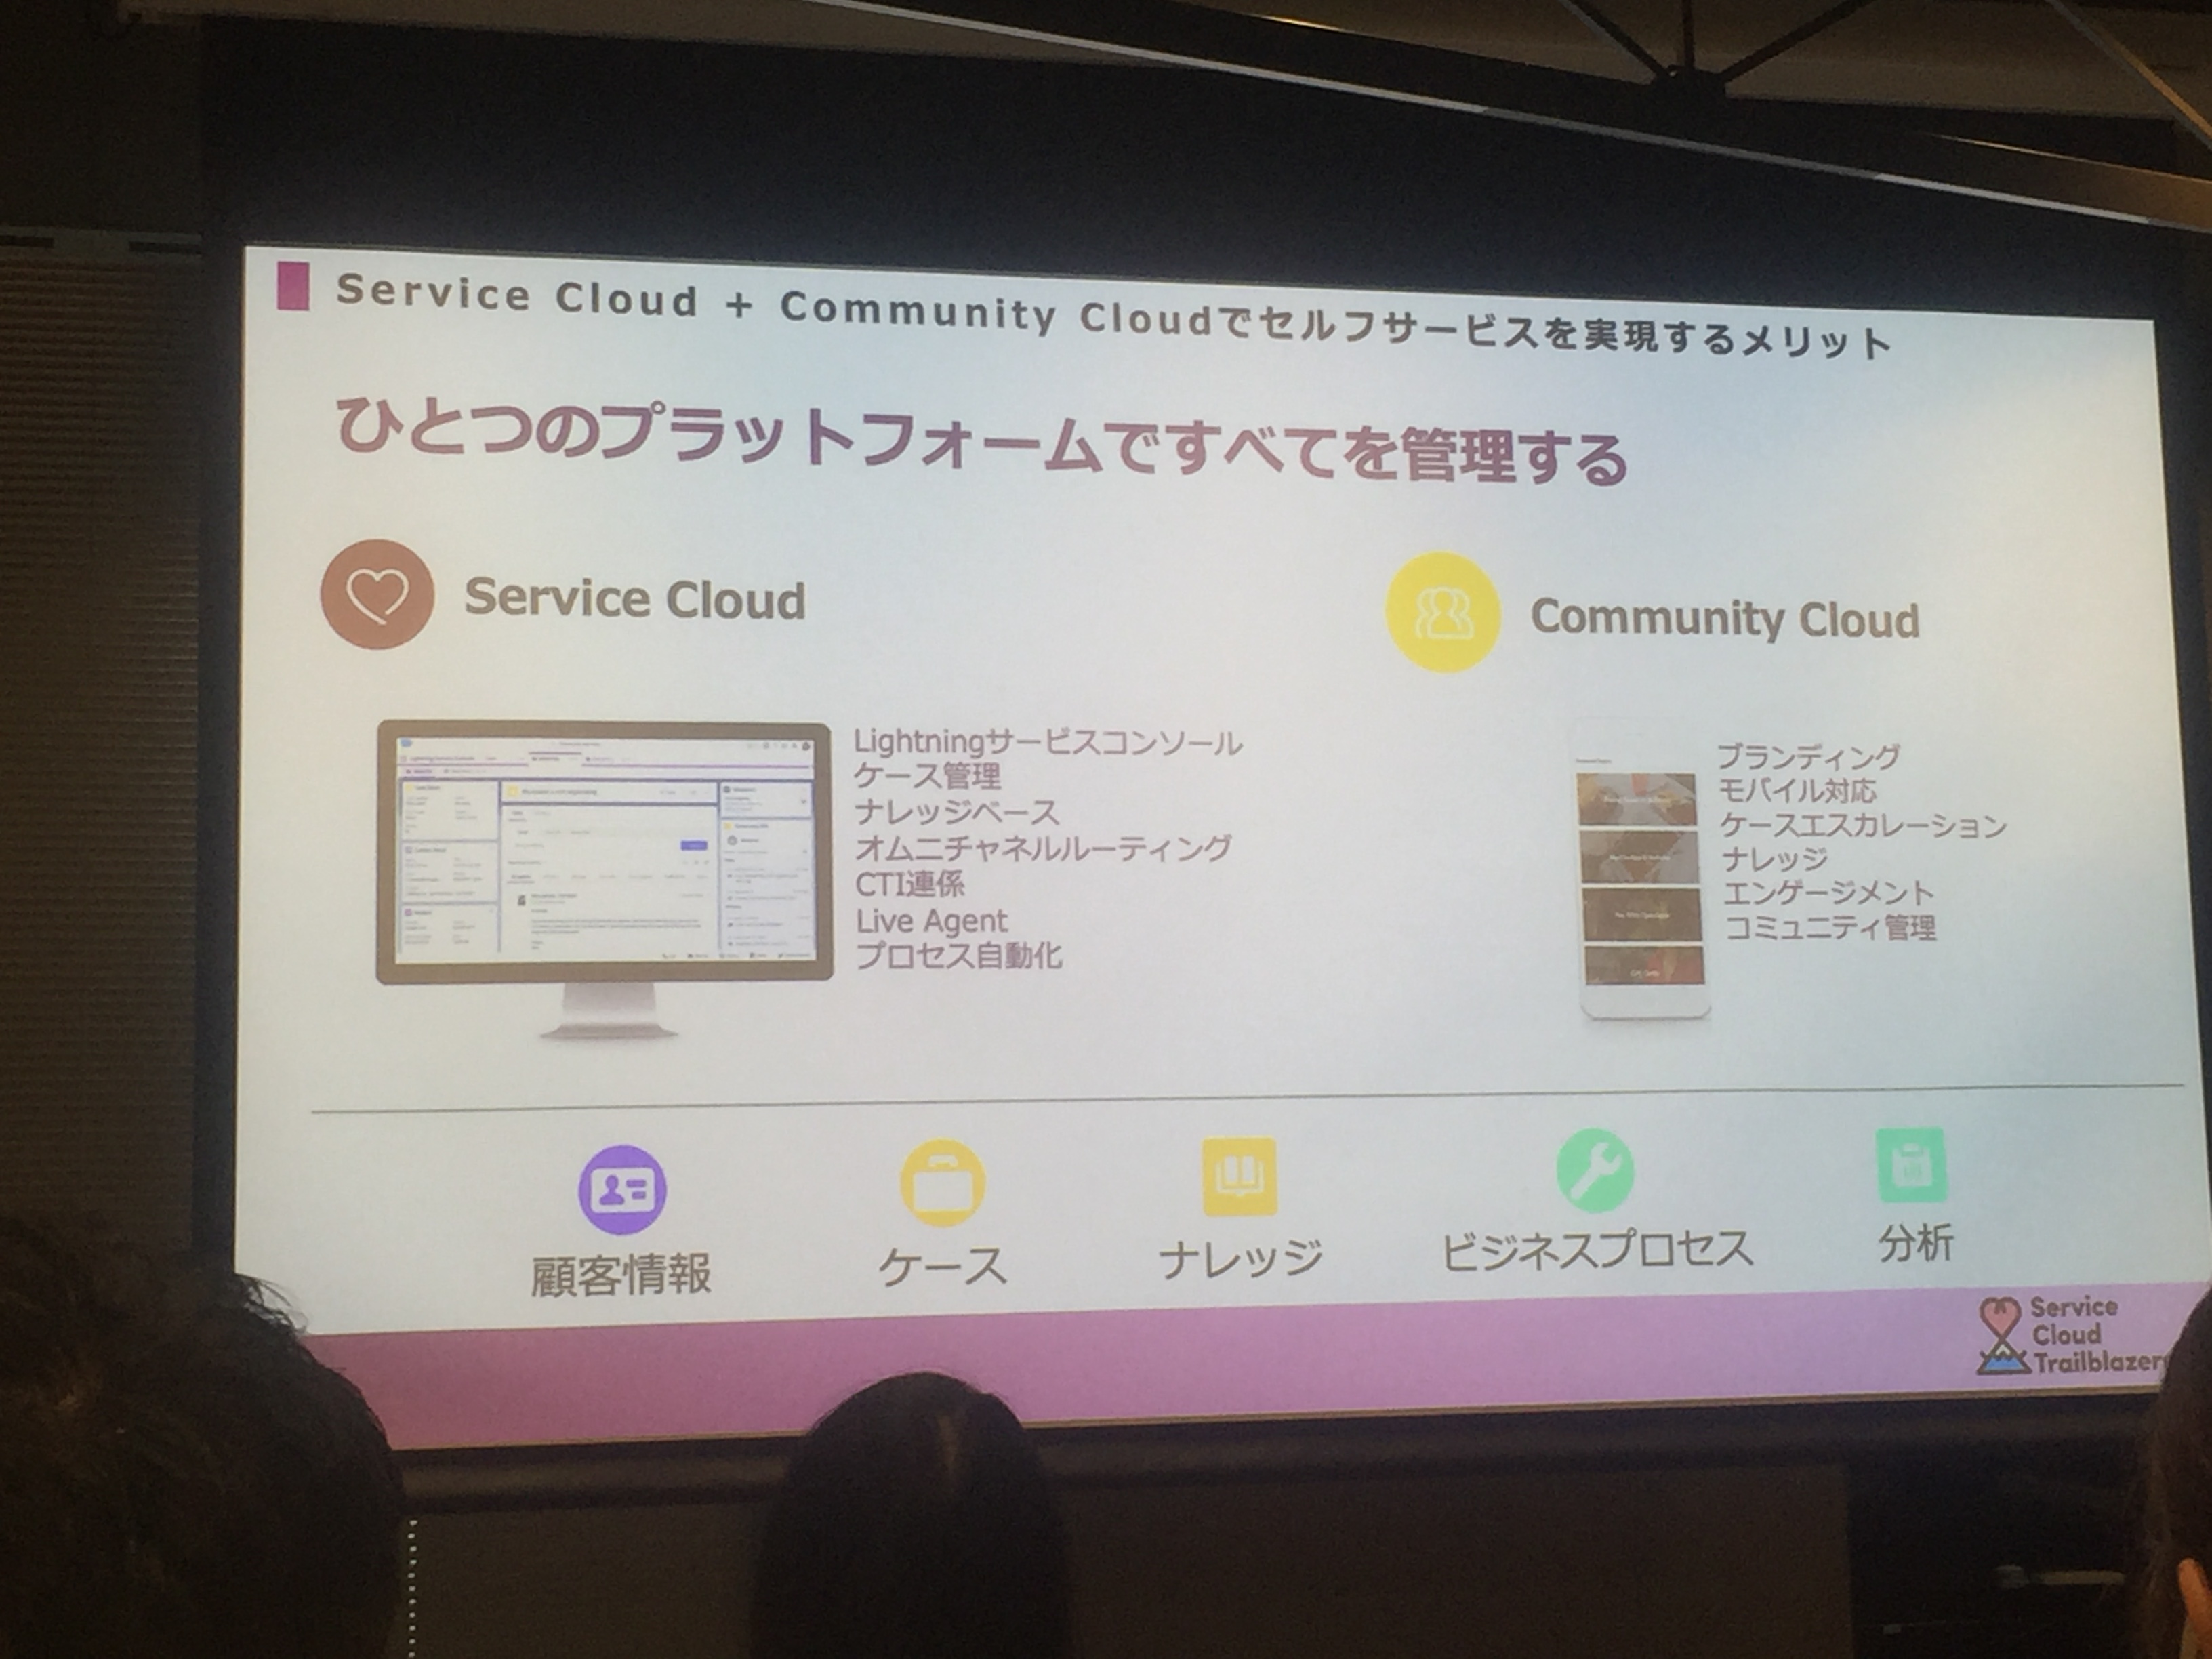 Service Cloud + Community Cloudでセルフサービスを実現するメリット
ひとつのプラットフォームですべてを管理する
Service Cloud
Lightningサービスコンソール
ケース管理
ナレッジベース
オムニチャネルルーティング
CTI連係
Live Agent
プロセス自動化
Community Cloud
ブランディング
モバイル対応
ケースエスカレーション
ナレッジ
エンゲージメント
コミュニティ管理
顧客情報
ケース
ナレッジ
ビジネスプロセス
分析
Service
Cloud
Trailblazer